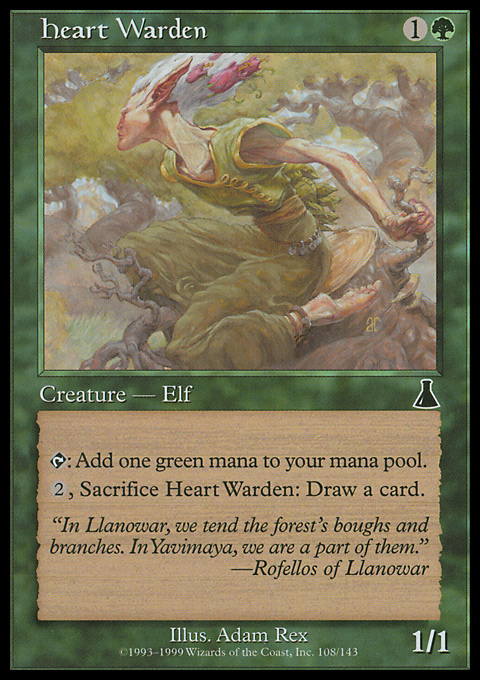 Heart Warden 1
Creature — Elf
: Add one green mana to your mana pool.
2, Sacrifice Heart Warden: Draw a card.
“In Llanowar, we tend the forest’s boughs and
branches. In Yavimaya, we are a part of them.”
—Rofellos of Llanowar
Illus. Adam Rex
©1993–1999 Wizards of the Coast, Inc. 108/143
1/1